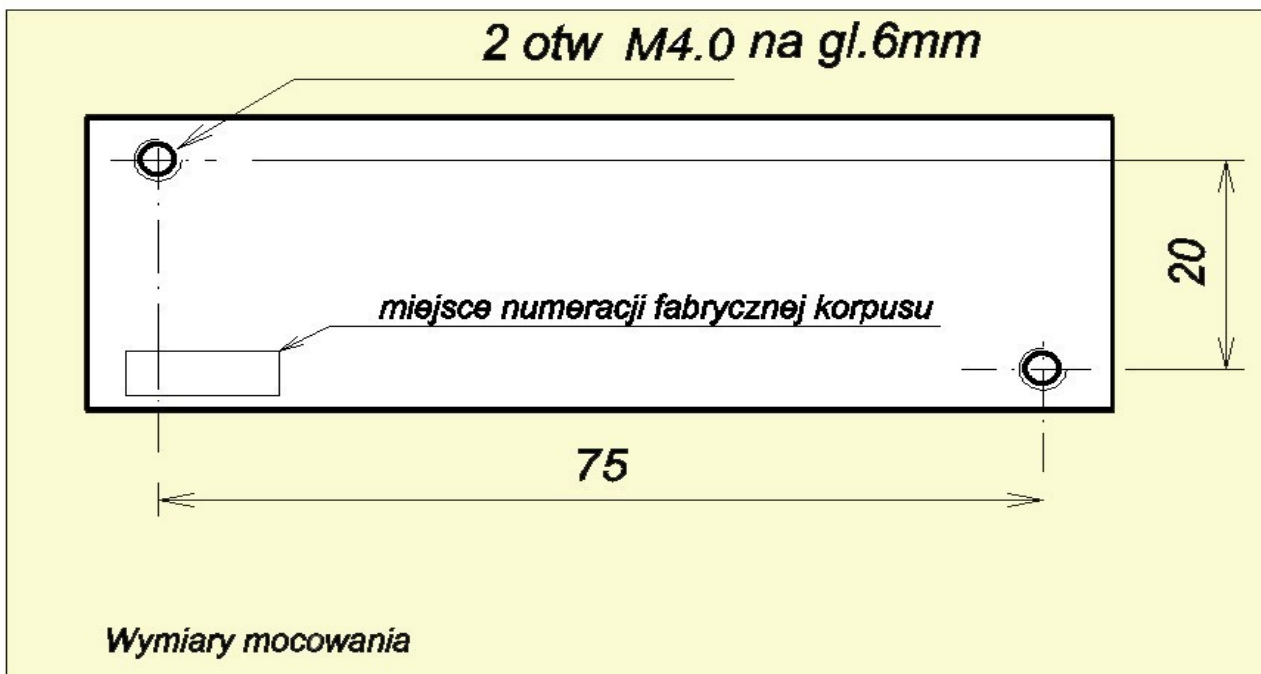 2 otw M4.0 na gl.6mm
20
miejsce numeracji fabrycznej korpusu
75
Wymiary mocowania